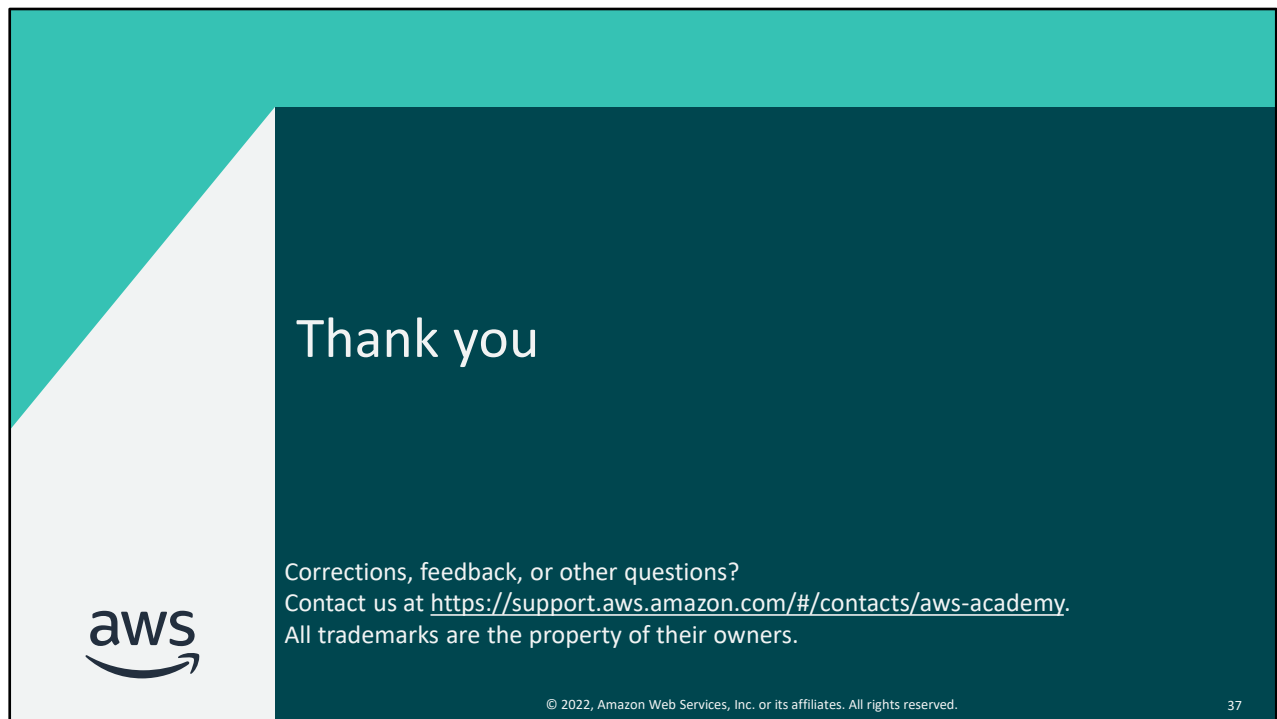 Thank you
Corrections, feedback, or other questions?
Contact us at https://support.aws.amazon.com/#/contacts/aws-academy.
All trademarks are the property of their owners.
aws
© 2022, Amazon Web Services, Inc. or its affiliates. All rights reserved.
37